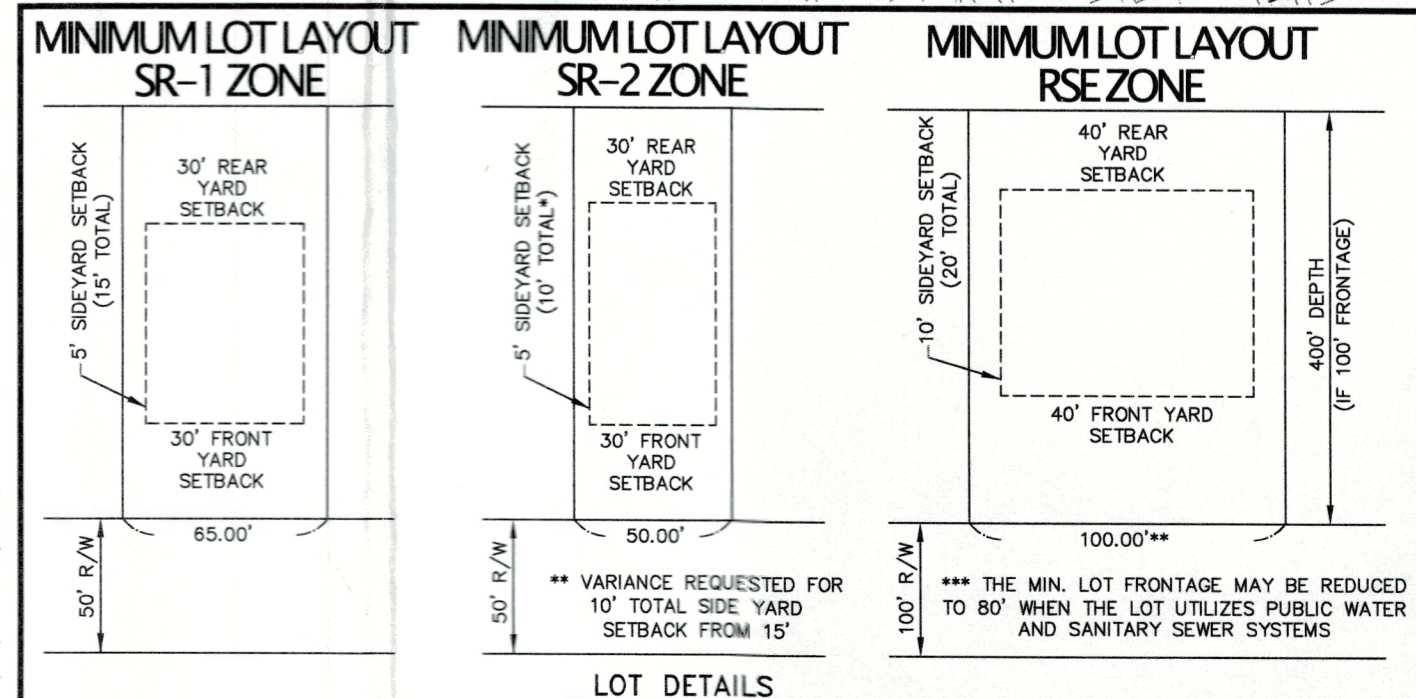 MINIMUM LOT LAYOUT
SR-1 ZONE
5' SIDEYARD SETBACK
(15' TOTAL)
30' REAR
YARD
SETBACK
30' FRONT
YARD
SETBACK
65.00'
50' R/W
MINIMUM LOT LAYOUT
SR-2 ZONE
5' SIDEYARD SETBACK
(10' TOTAL*)
30' REAR
YARD
SETBACK
30' FRONT
YARD
SETBACK
50.00'
50' R/W
** VARIANCE REQUESTED FOR
10' TOTAL SIDE YARD
SETBACK FROM 15'
MINIMUM LOT LAYOUT
RSE ZONE
10' SIDEYARD SETBACK
(20' TOTAL)
40' REAR
YARD
SETBACK
40' FRONT YARD
SETBACK
400' DEPTH
(IF 100' FRONTAGE)
100.00'**
100' R/W
*** THE MIN. LOT FRONTAGE MAY BE REDUCED
TO 80' WHEN THE LOT UTILIZES PUBLIC WATER
AND SANITARY SEWER SYSTEMS
LOT DETAILS